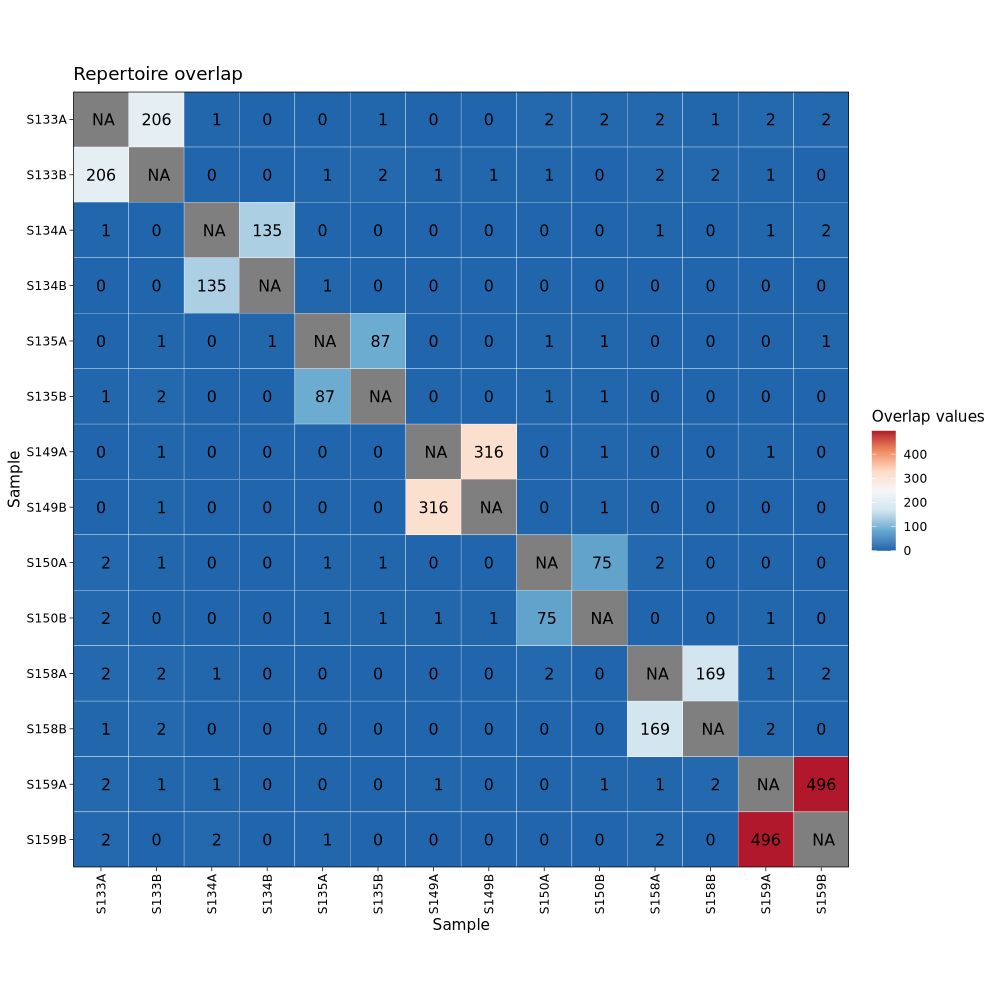 Repertoire overlap
S133A NA 206 1 0 0 1 0 0 2 2 2 1 2 2
S133B 206 NA 0 0 1 2 1 1 1 0 2 2 1 0
S134A 1 0 NA 135 0 0 0 0 0 0 1 0 1 2
S134B 0 0 135 NA 1 0 0 0 0 0 0 0 0 0
S135A 0 1 0 1 NA 87 0 0 1 1 0 0 0 1
S135B 1 2 0 0 87 NA 0 0 1 1 0 0 0 0
S149A 0 1 0 0 0 0 NA 316 0 1 0 0 1 0
S149B 0 1 0 0 0 0 316 NA 0 1 0 0 0 0
S150A 2 1 0 0 1 1 0 0 NA 75 2 0 0 0
S150B 2 0 0 0 1 1 1 1 75 NA 0 0 1 0
S158A 2 2 1 0 0 0 0 0 2 0 NA 169 1 2
S158B 1 2 0 0 0 0 0 0 0 0 169 NA 2 0
S159A 2 1 1 0 0 0 1 0 0 1 1 2 NA 496
S159B 2 0 2 0 1 0 0 0 0 0 2 0 496 NA
S133A S133B S134A S134B S135A S135B S149A S149B S150A S150B S158A S158B S159A S159B
Sample
Sample
Overlap values
400
300
200
100
0